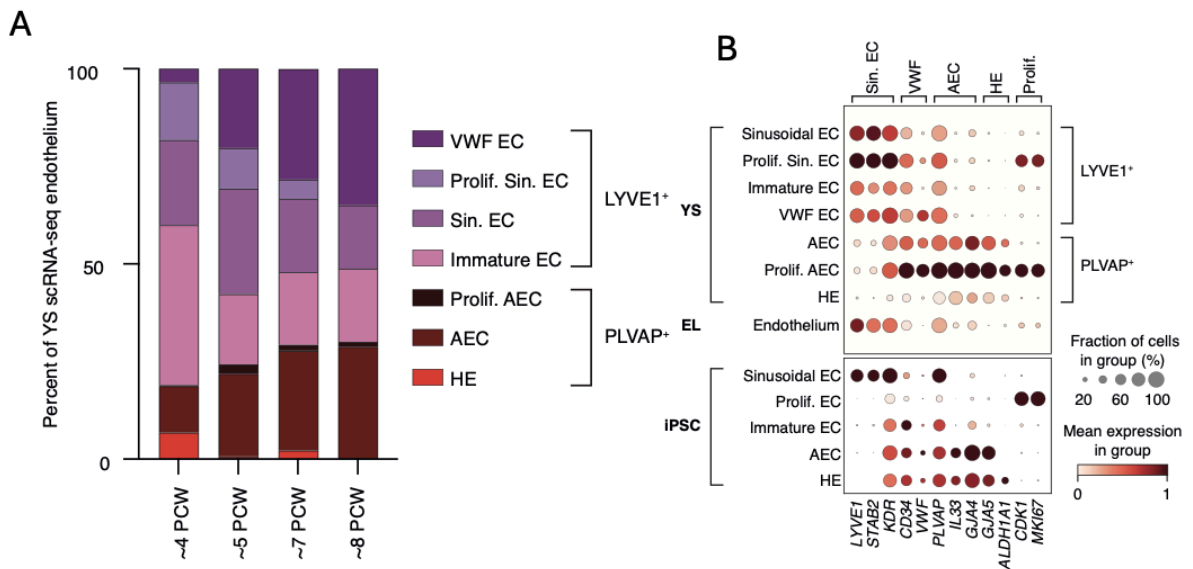 A
Percent of YS scRNA-seq endothelium
100
50
0
~4 PCW
~5 PCW
~7 PCW
~8 PCW
VWF EC
Prolif. Sin. EC
Sin. EC
Immature EC
Prolif. AEC
AEC
HE
LYVE1+
PLVAP+
B
Sin. EC
VWF
AEC
HE
Prolif.
YS
Sinusoidal EC
Prolif. Sin. EC
Immature EC
VWF EC
AEC
Prolif. AEC
HE
LYVE1+
PLVAP+
EL
Endothelium
iPSC
Sinusoidal EC
Prolif. EC
Immature EC
AEC
HE
LYVE1
STAB2
KDR
CD34
VWF
PLVAP
IL33
GJA4
GJA5
ALDH1A1
CDK1
MKI67
Fraction of cells
in group (%)
20 60 100
Mean expression
in group
0 1